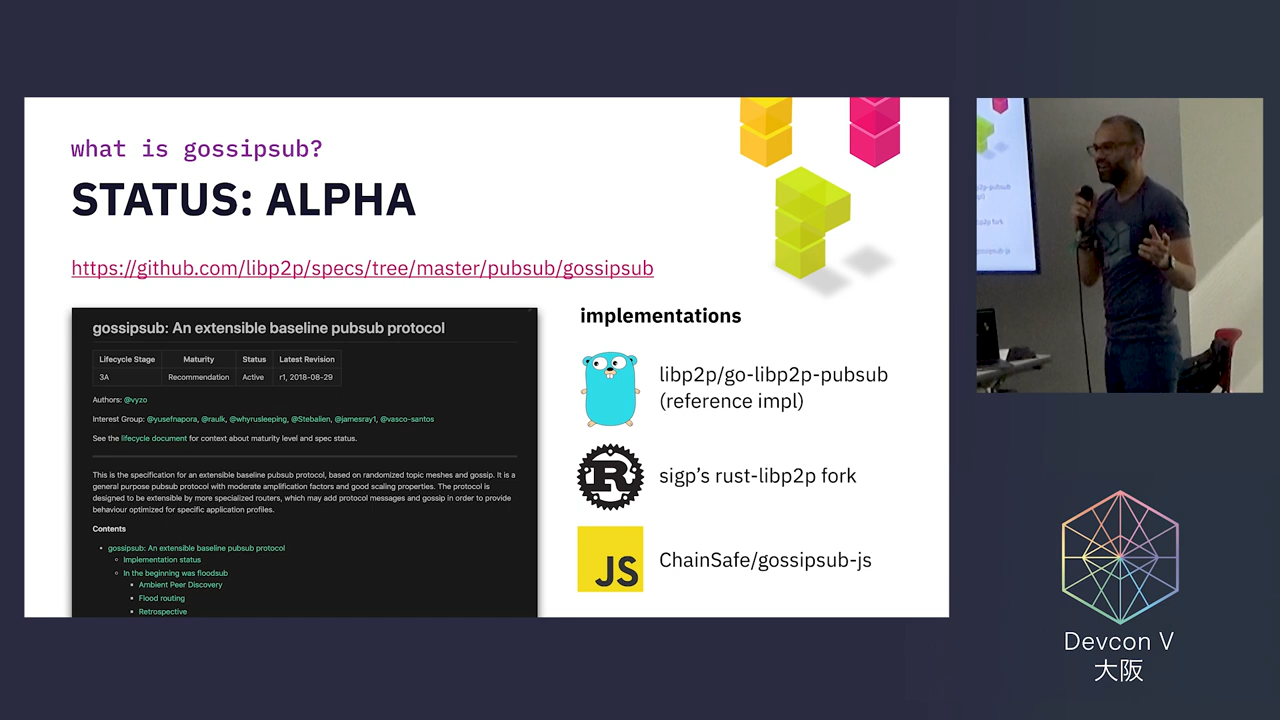 what is gossipsub?
STATUS: ALPHA
https://github.com/libp2p/specs/tree/master/pubsub/gossipsub
gossipsub: An extensible baseline pubsub protocol
Lifecycle Stage Maturity Status Latest Revision
3A Recommendation Active r1, 2018-08-29
Authors: @vyzo
Interest Group: @yusefnapora, @raulk, @whyrusleeping, @Stebalien, @jamesray1, @vasco-santos
See the lifecycle document for context about maturity level and spec status.
This is the specification for an extensible baseline pubsub protocol, based on randomized topic meshes and gossip. It is a
general purpose pubsub protocol with moderate amplification factors and good scaling properties. The protocol is
designed to be extensible by more specialized routers, which may add protocol messages and gossip in order to provide
behaviour optimized for specific application profiles.
Contents
gossipsub: An extensible baseline pubsub protocol
Implementation status
In the beginning was floodsub
Ambient Peer Discovery
Flood routing
Retrospective
implementations
libp2p/go-libp2p-pubsub
(reference impl)
R
sigp's rust-libp2p fork
JS
ChainSafe/gossipsub-js
Devcon V
大阪